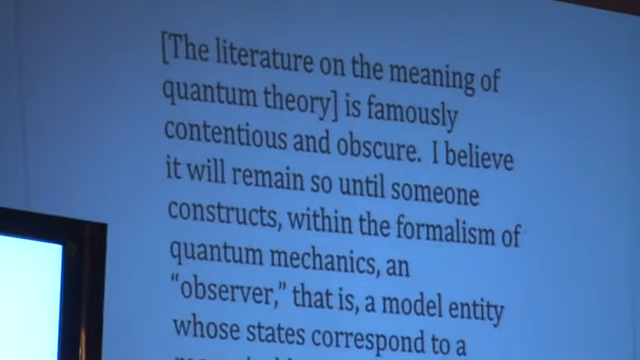 [The literature on the meaning of
quantum theory] is famously
contentious and obscure. I believe
it will remain so until someone
constructs, within the formalism of
quantum mechanics, an
“observer,” that is, a model entity
whose states correspond to a